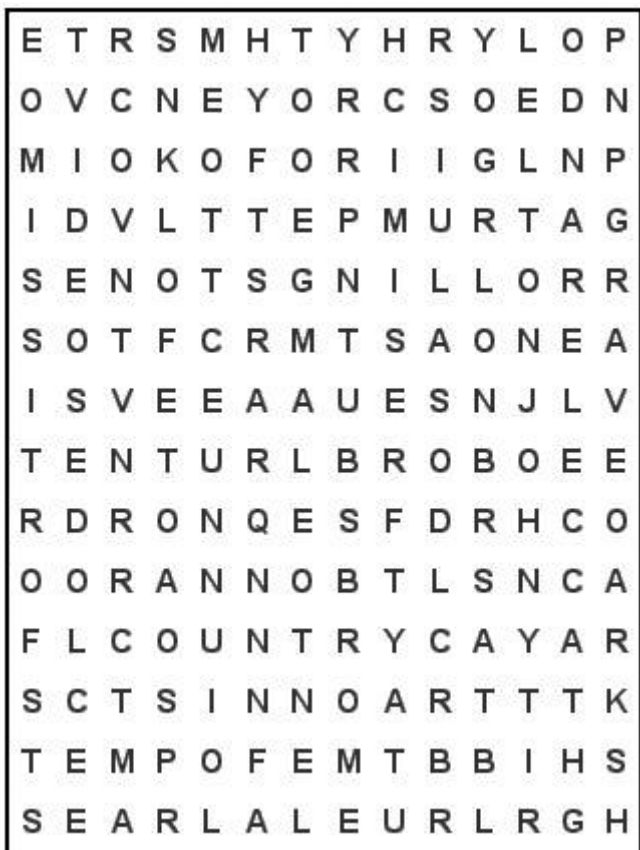 E T R S M H T Y H R Y L O P
O V C N E Y O R C S O E D N
M I O K O F O R I I G L N P
I D V L T T E P M U R T A G
S E N O T S G N I L L O R R
S O T F C R M T S A O N E A
I S V E E A A U E S N J L V
T E N T U R L B R O B O E E
R D R O N Q E S F D R H C O
O O R A N N O B T L S N C A
F L C O U N T R Y C A Y A R
S C T S I N N O A R T T T K
T E M P O F E M T B B I H S
S E A R L A L E U R L R G H